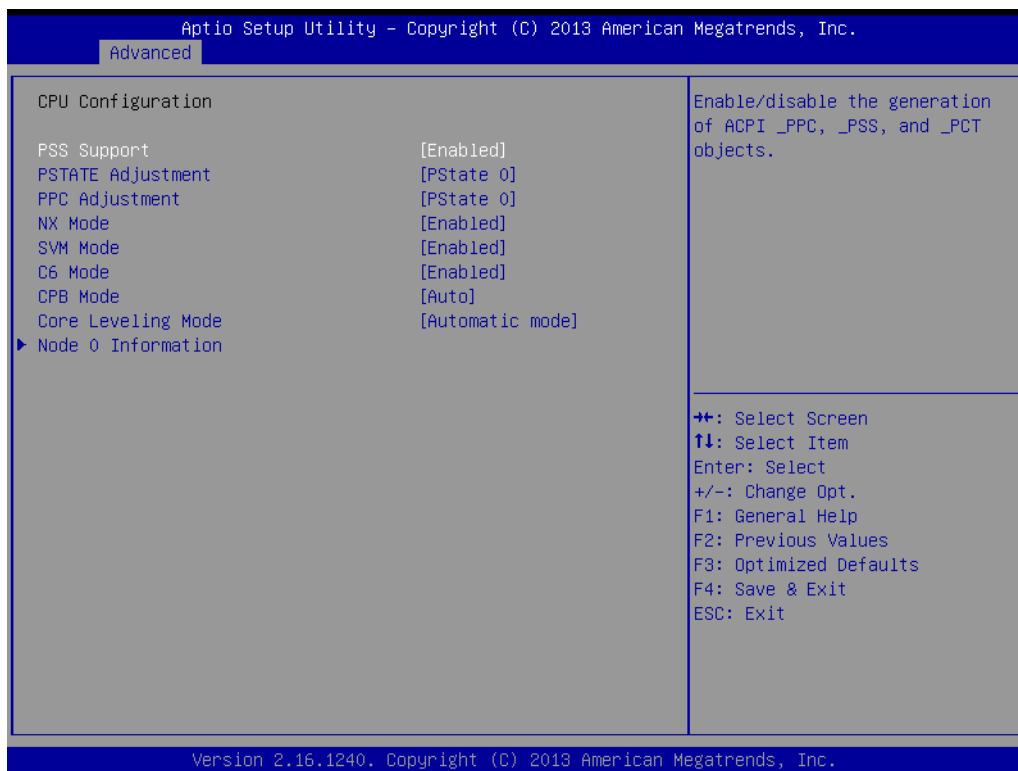 Aptio Setup Utility – Copyright (C) 2013 American Megatrends, Inc.
Advanced
CPU Configuration
PSS Support [Enabled]
PSTATE Adjustment [PState 0]
PPC Adjustment [PState 0]
NX Mode [Enabled]
SVM Mode [Enabled]
C6 Mode [Enabled]
CPB Mode [Auto]
Core Leveling Mode [Automatic mode]
Node 0 Information
Enable/disable the generation
of ACPI _PPC, _PSS, and _PCT
objects.
→←: Select Screen
↑↓: Select Item
Enter: Select
+/-: Change Opt.
F1: General Help
F2: Previous Values
F3: Optimized Defaults
F4: Save & Exit
ESC: Exit
Version 2.16.1240. Copyright (C) 2013 American Megatrends, Inc.